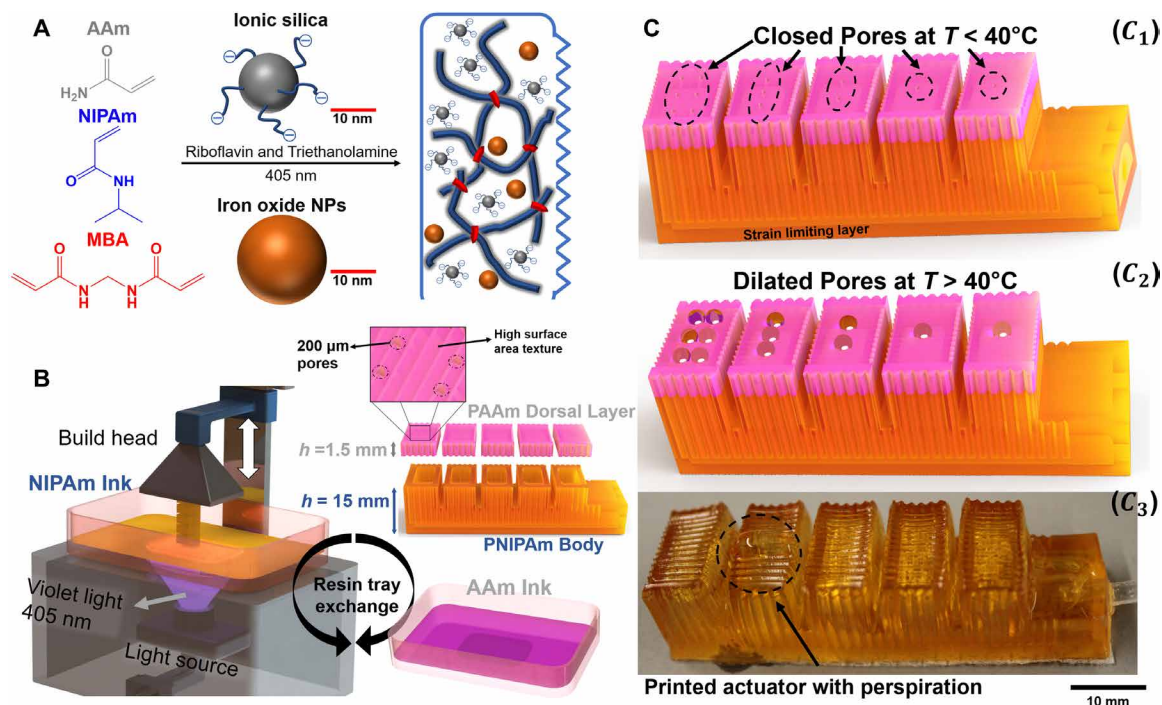 A
AAm
O
H₂N
NIPAm
O
NH
MBA
O
O
N
H
N
H
Ionic silica
10 nm
Riboflavin and Triethanolamine
405 nm
Iron oxide NPs
10 nm
B
Build head
NIPAm Ink
Violet light
405 nm
Light source
200 µm
pores
High surface
area texture
PAAm Dorsal Layer
h =1.5 mm
h = 15 mm
PNIPAm Body
Resin tray
exchange
AAm Ink
C
Closed Pores at T < 40°C
(C₁)
Strain limiting layer
Dilated Pores at T > 40°C
(C₂)
(C₃)
Printed actuator with perspiration
10 mm